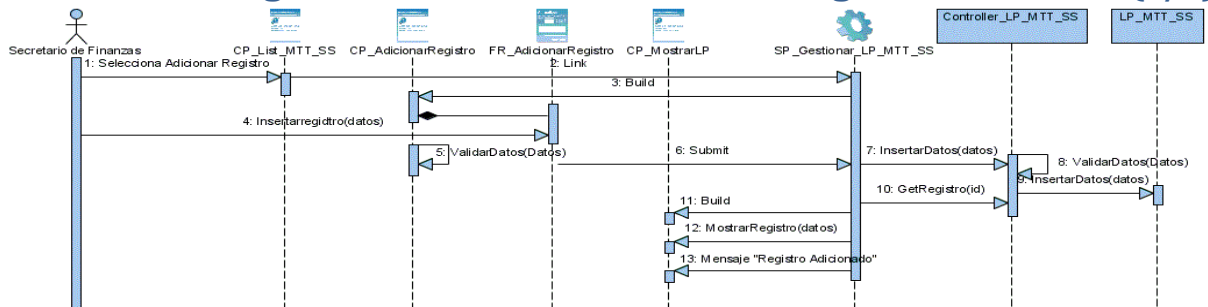 Controller_LP_MTT_SS
LP_MTT_SS
Secretario de Finanzas
CP_List_MTT_SS
CP_AdicionarRegistro
FR_AdicionarRegistro
CP_MostrarLP
SP_Gestionar_LP_MTT_SS
1: Selecciona Adicionar Registro
2: Link
3: Build
4: Insertarregidtro(datos)
5: ValidarDatos(Datos)
6: Submit
7: InsertarDatos(datos)
8: ValidarDatos(Datos)
9: InsertarDatos(datos)
10: GetRegistro(id)
11: Build
12: MostrarRegistro(datos)
13: Mensaje "Registro Adicionado"